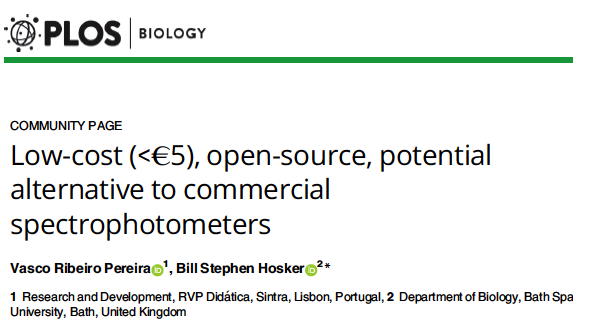 PLOS | BIOLOGY
COMMUNITY PAGE
Low-cost (<€5), open-source, potential
alternative to commercial
spectrophotometers
Vasco Ribeiro Pereira iD 1, Bill Stephen Hosker iD 2*
1 Research and Development, RVP Didática, Sintra, Lisbon, Portugal, 2 Department of Biology, Bath Spa
University, Bath, United Kingdom